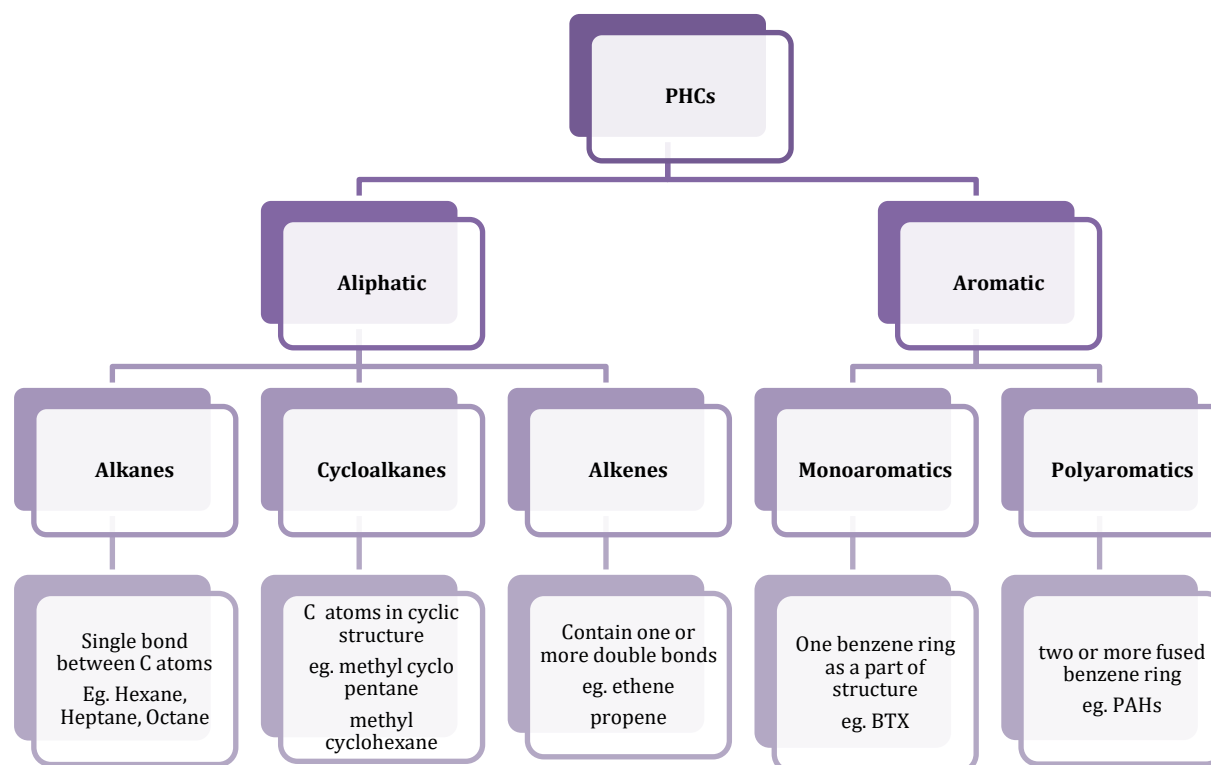 PHCs
Aliphatic
Aromatic
Alkanes
Cycloalkanes
Alkenes
Monoaromatics
Polyaromatics
Single bond
between C atoms
Eg. Hexane,
Heptane, Octane
C atoms in cyclic
structure
eg. methyl cyclo
pentane
methyl
cyclohexane
Contain one or
more double bonds
eg. ethene
propene
One benzene ring
as a part of
structure
eg. BTX
two or more fused
benzene ring
eg. PAHs